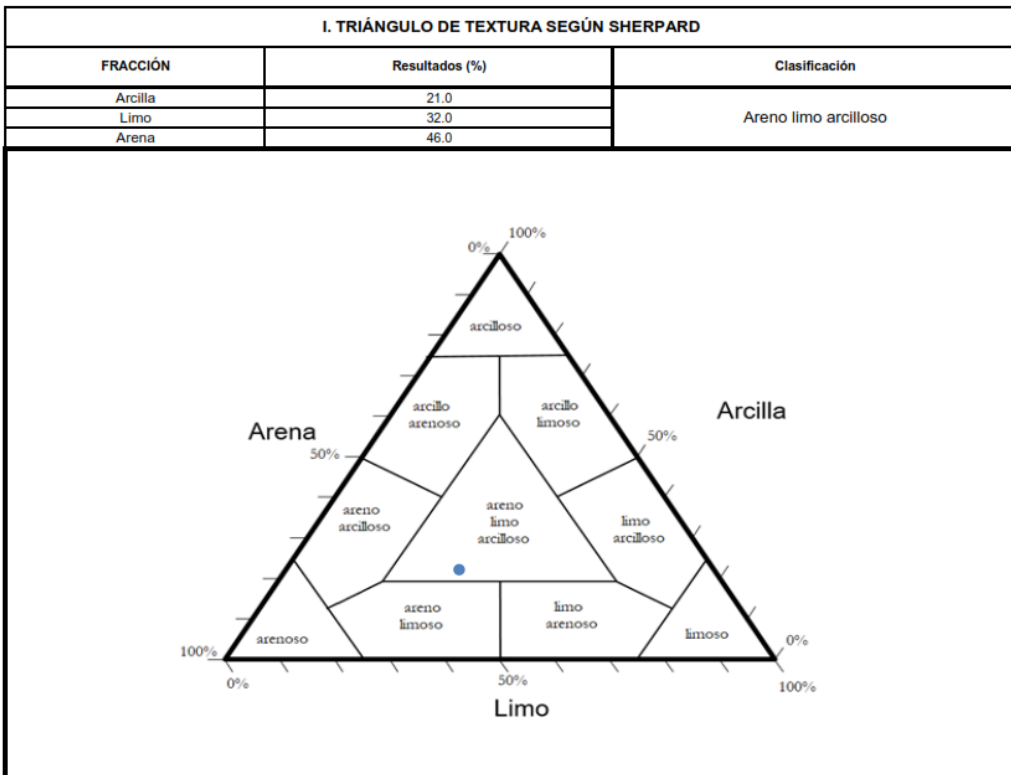 I. TRIÁNGULO DE TEXTURA SEGÚN SHERPARD
FRACCIÓN Resultados (%) Clasificación
Arcilla 21.0
Limo 32.0
Arena 46.0
Areno limo arcilloso
0% 100%
arcilloso
arcillo
arenoso
arcillo
limoso
Arena
Arcilla
50%
50%
areno
arcilloso
areno
limo
arcilloso
limo
arcilloso
areno
limoso
limo
arenoso
arenoso
limoso
100%
0%
0%
50%
100%
Limo